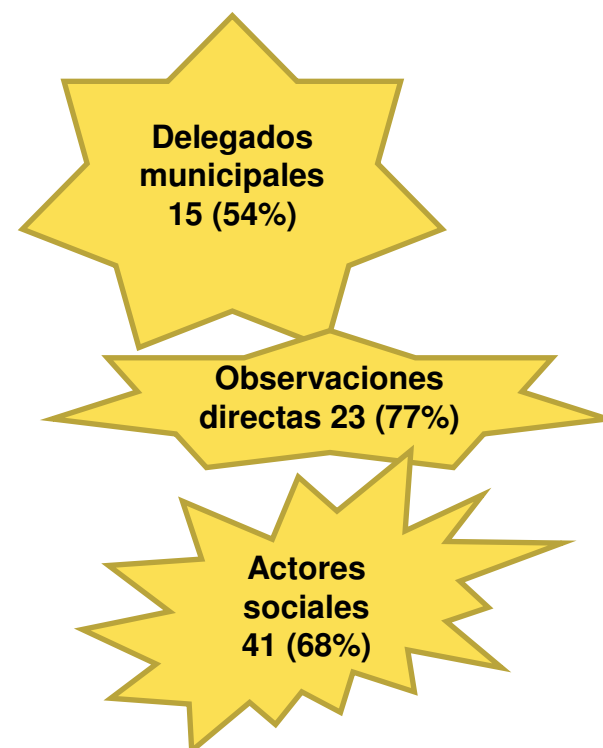 Delegados
municipales
15 (54%)
Observaciones
directas 23 (77%)
Actores
sociales
41 (68%)